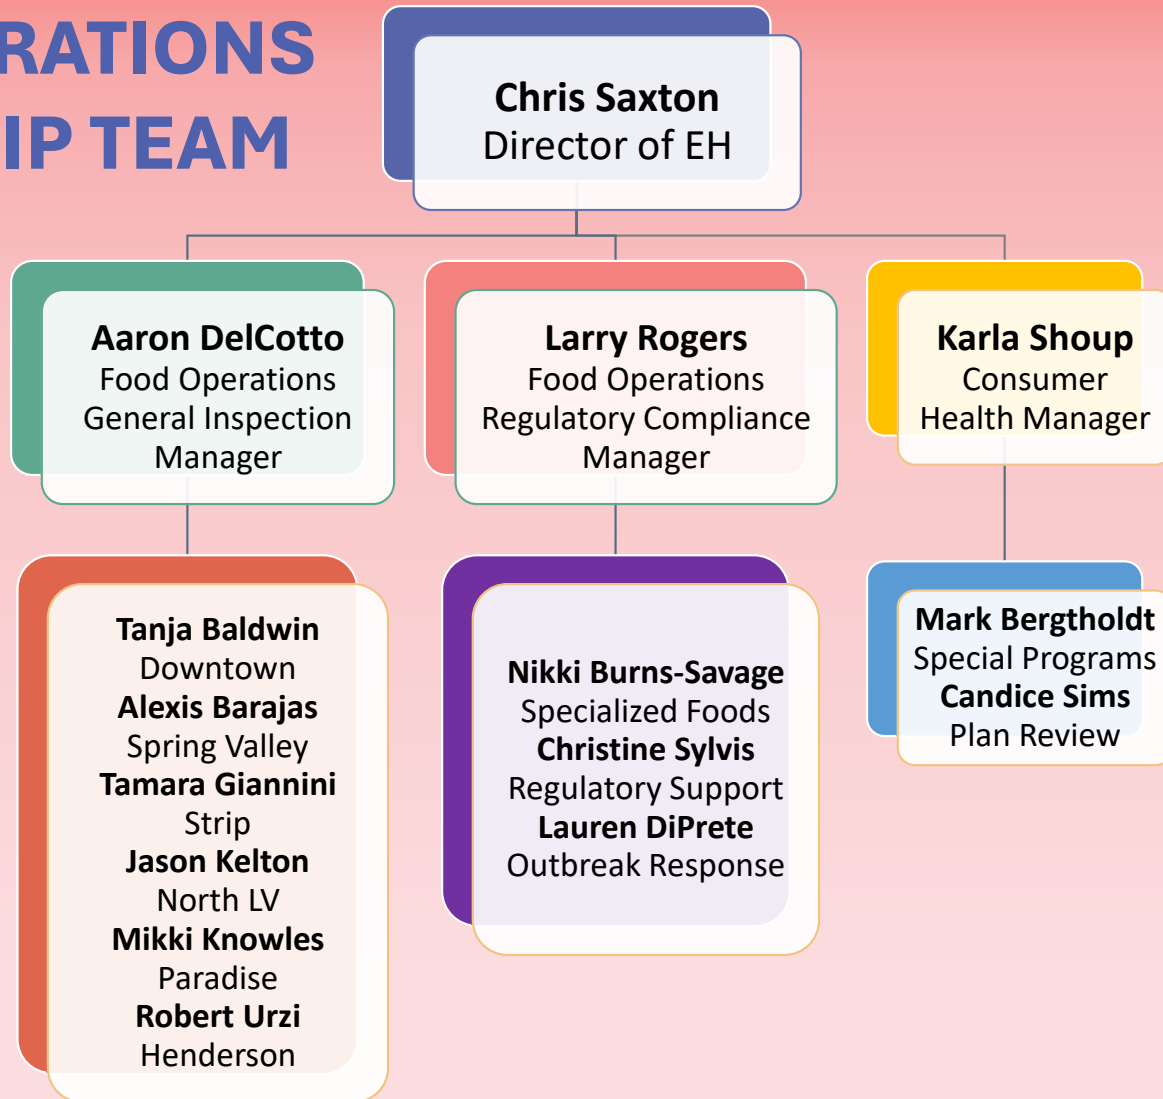 RATIONS
IP TEAM
Chris Saxton
Director of EH
Aaron DelCotto
Food Operations
General Inspection
Manager
Larry Rogers
Food Operations
Regulatory Compliance
Manager
Karla Shoup
Consumer
Health Manager
Tanja Baldwin
Downtown
Alexis Barajas
Spring Valley
Tamara Giannini
Strip
Jason Kelton
North LV
Mikki Knowles
Paradise
Robert Urzi
Henderson
Nikki Burns-Savage
Specialized Foods
Christine Sylvis
Regulatory Support
Lauren DiPrete
Outbreak Response
Mark Bergtholdt
Special Programs
Candice Sims
Plan Review